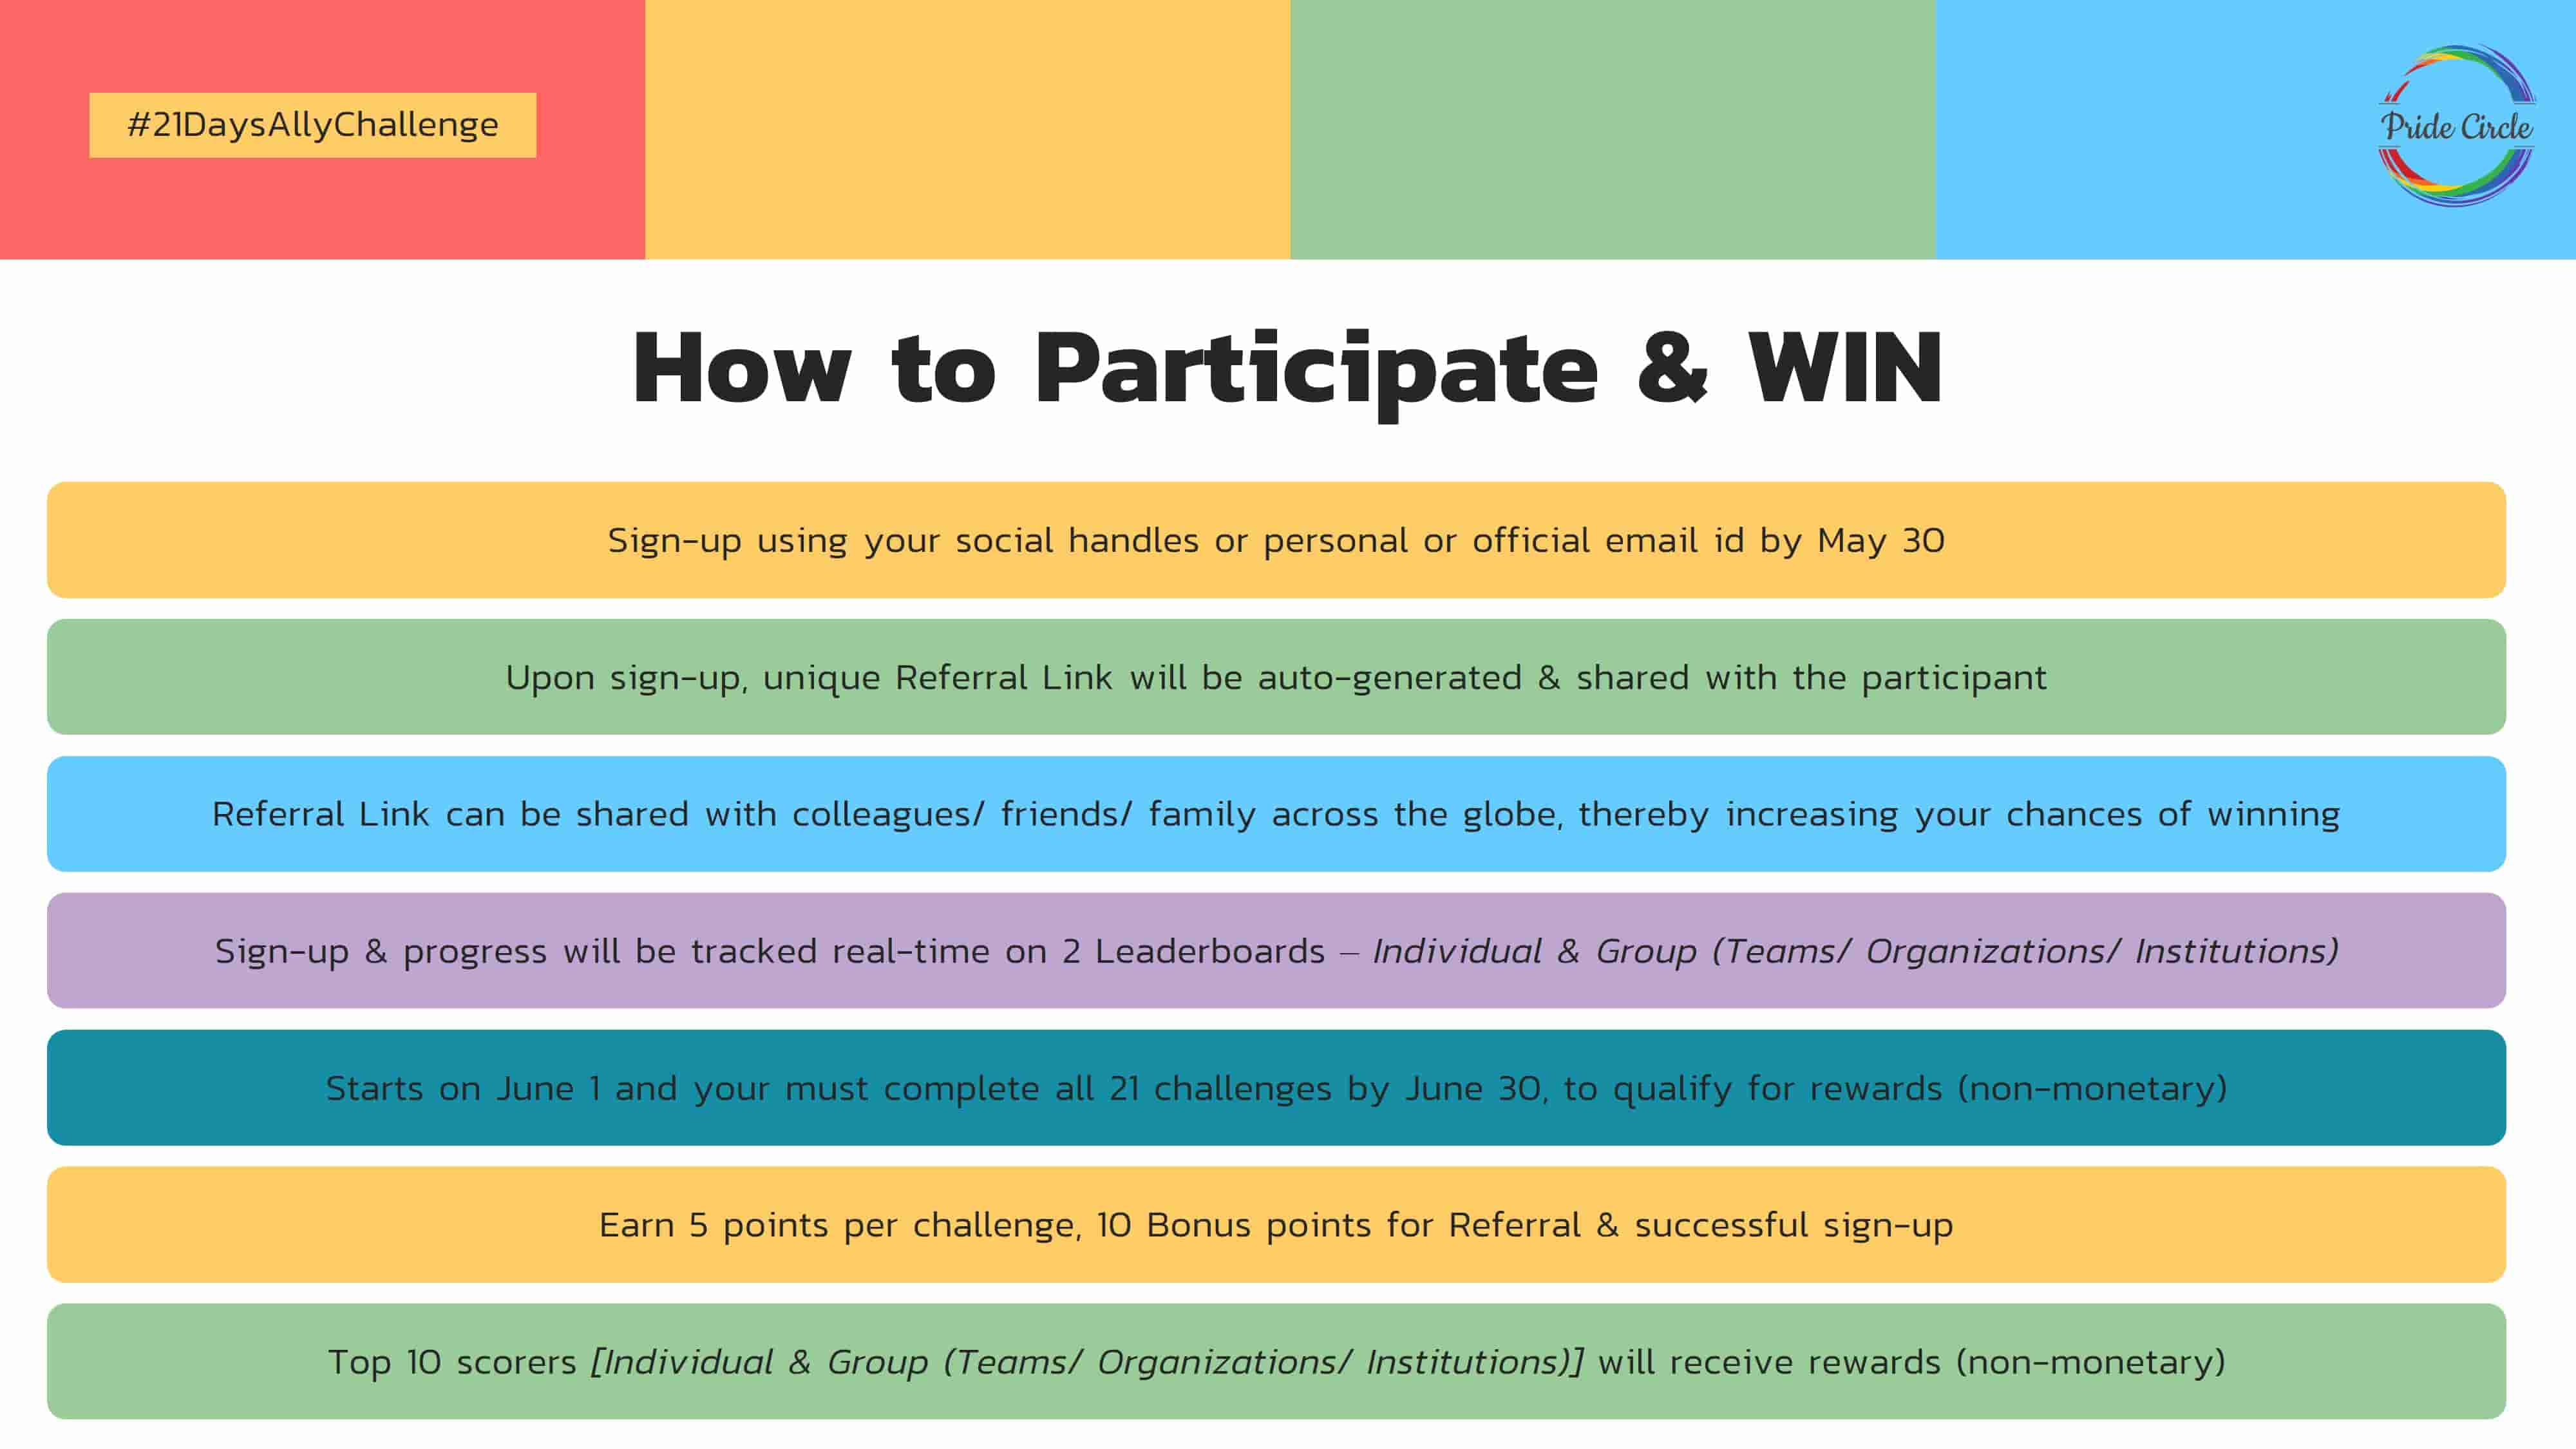 #21DaysAllyChallenge
Pride Circle
How to Participate & WIN
Sign-up using your social handles or personal or official email id by May 30
Upon sign-up, unique Referral Link will be auto-generated & shared with the participant
Referral Link can be shared with colleagues/ friends/ family across the globe, thereby increasing your chances of winning
Sign-up & progress will be tracked real-time on 2 Leaderboards – Individual & Group (Teams/ Organizations/ Institutions)
Starts on June 1 and your must complete all 21 challenges by June 30, to qualify for rewards (non-monetary)
Earn 5 points per challenge, 10 Bonus points for Referral & successful sign-up
Top 10 scorers [Individual & Group (Teams/ Organizations/ Institutions)] will receive rewards (non-monetary)